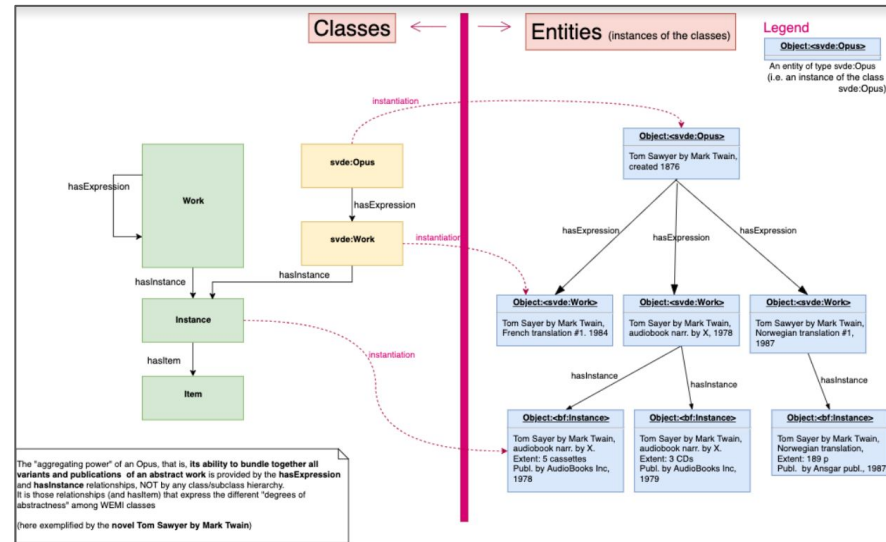 Classes
Entities (instances of the classes)
Legend
Object:<svde:Opus>
An entity of type svde:Opus
(i.e. an instance of the class
svde:Opus)
instantiation
Object:<svde:Opus>
Tom Sawyer by Mark Twain,
created 1876
svde:Opus
Work
hasExpression
hasExpression
svde:Work
instantiation
hasExpression
hasExpression
hasExpression
hasInstance
hasInstance
Instance
Object:<svde:Work>
Tom Sayer by Mark Twain,
French translation #1. 1984
Object:<svde:Work>
Tom Sayer by Mark Twain,
audiobook narr. by X, 1978
Object:<svde:Work>
Tom Sawyer by Mark Twain,
Norwegian translation #1,
1987
instantiation
hasItem
Item
hasInstance
hasInstance
Object:<bf:Instance>
Tom Sayer by Mark Twain,
audiobook narr. by X.
Extent: 5 cassettes
Publ. by AudioBooks Inc,
1978
Object:<bf:Instance>
Tom Sayer by Mark Twain,
audiobook narr. by X.
Extent: 3 CDs
Publ. by AudioBooks Inc,
1979
Object:<bf:Instance>
Tom Sayer by Mark Twain,
Norwegian translation,
Extent: 189 p
Publ. by Ansgar publ., 1987
The "aggregating power" of an Opus, that is, its ability to bundle together all
variants and publications of an abstract work is provided by the hasExpression
and hasInstance relationships, NOT by any class/subclass hierarchy.
It is those relationships (and hasItem) that express the different "degrees of
abstractness" among WEMI classes
(here exemplified by the novel Tom Sawyer by Mark Twain)